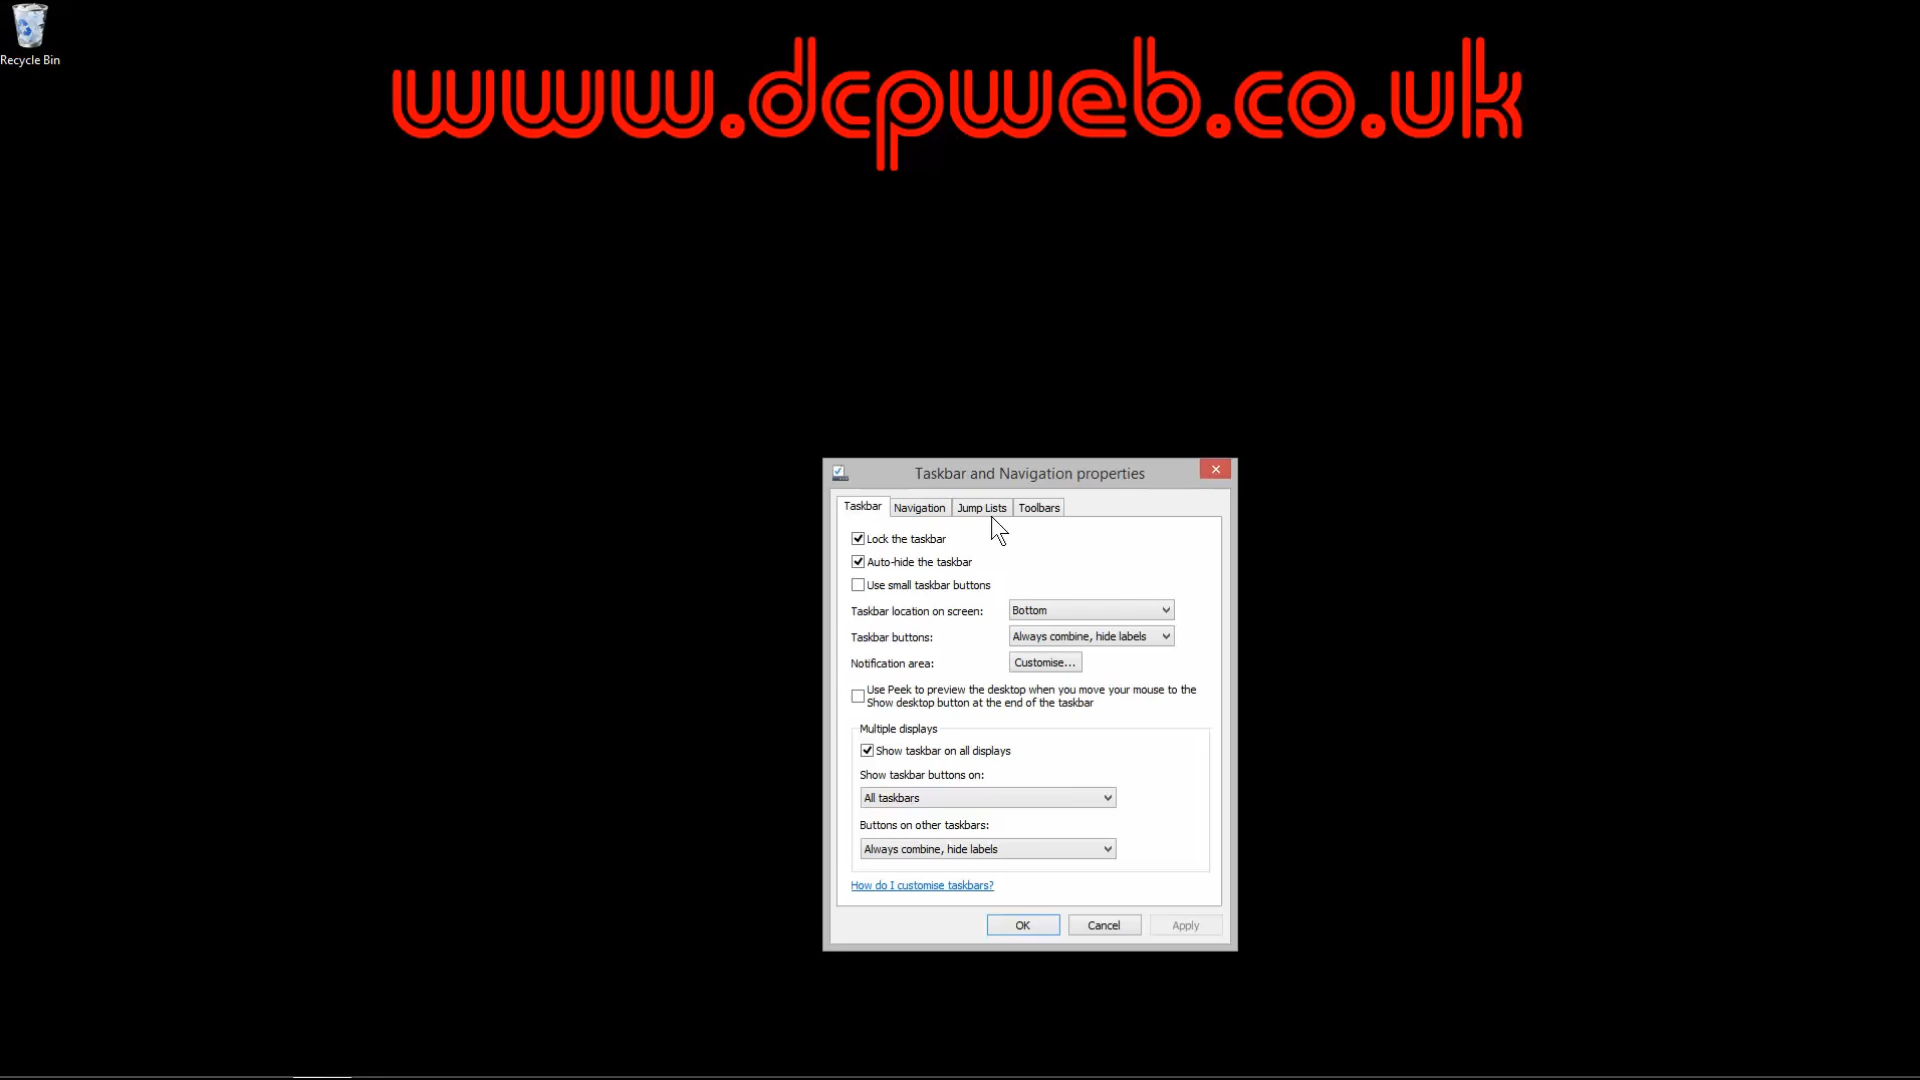 Recycle Bin
www.dcpweb.co.uk
Taskbar and Navigation properties
Taskbar
Navigation
Jump Lists
Toolbars
Lock the taskbar
Auto-hide the taskbar
Use small taskbar buttons
Taskbar location on screen:
Bottom
Taskbar buttons:
Always combine, hide labels
Notification area:
Customise...
Use Peek to preview the desktop when you move your mouse to the
Show desktop button at the end of the taskbar
Multiple displays
Show taskbar on all displays
Show taskbar buttons on:
All taskbars
Buttons on other taskbars:
Always combine, hide labels
How do I customise taskbars?
OK
Cancel
Apply